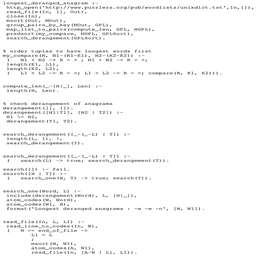 longest_deranged_anagram :-
http_open('http://www.puzzlers.org/pub/wordlists/unixdict.txt',In,[]),
read_file(In, [], Out),
close(In),
msort(Out, MOut),
group_pairs_by_key(MOut, GPL),
map_list_to_pairs(compute_len, GPL, NGPL),
predsort(my_compare, NGPL, GPLSort),
search_derangement(GPLSort).
% order tuples to have longest words first
my_compare(R, N1-(K1-E1), N2-(K2-E2)) :-
( N1 < N2 -> R = > ; N1 > N2 -> R = <;
length(E1, L1),
length(E2, L2),
( L1 < L2 -> R = <; L1 > L2 -> R = >; compare(R, K1, K2))).
compute_len(_-[H|_], Len) :-
length(H, Len).
% check derangement of anagrams
derangement([], []).
derangement([H1|T1], [H2 | T2]) :-
H1 \= H2,
derangement(T1, T2).
search_derangement([_-(_-L) | T]) :-
length(L, 1), !,
search_derangement(T).
search_derangement([_-(_-L) | T]) :-
( search(L) -> true; search_derangement(T)).
search([]) :- fail.
search([H | T]) :-
( search_one(H, T) -> true; search(T)).
search_one(Word, L) :-
include(derangement(Word), L, [H|_]),
atom_codes(W, Word),
atom_codes(W1, H),
format('Longest deranged anagrams : ~w ~w ~n', [W, W1]).
read_file(In, L, L1) :-
read_line_to_codes(In, W),
( W == end_of_file ->
L1 = L
;
msort(W, W1),
atom_codes(A, W1),
read_file(In, [A-W | L], L1)).